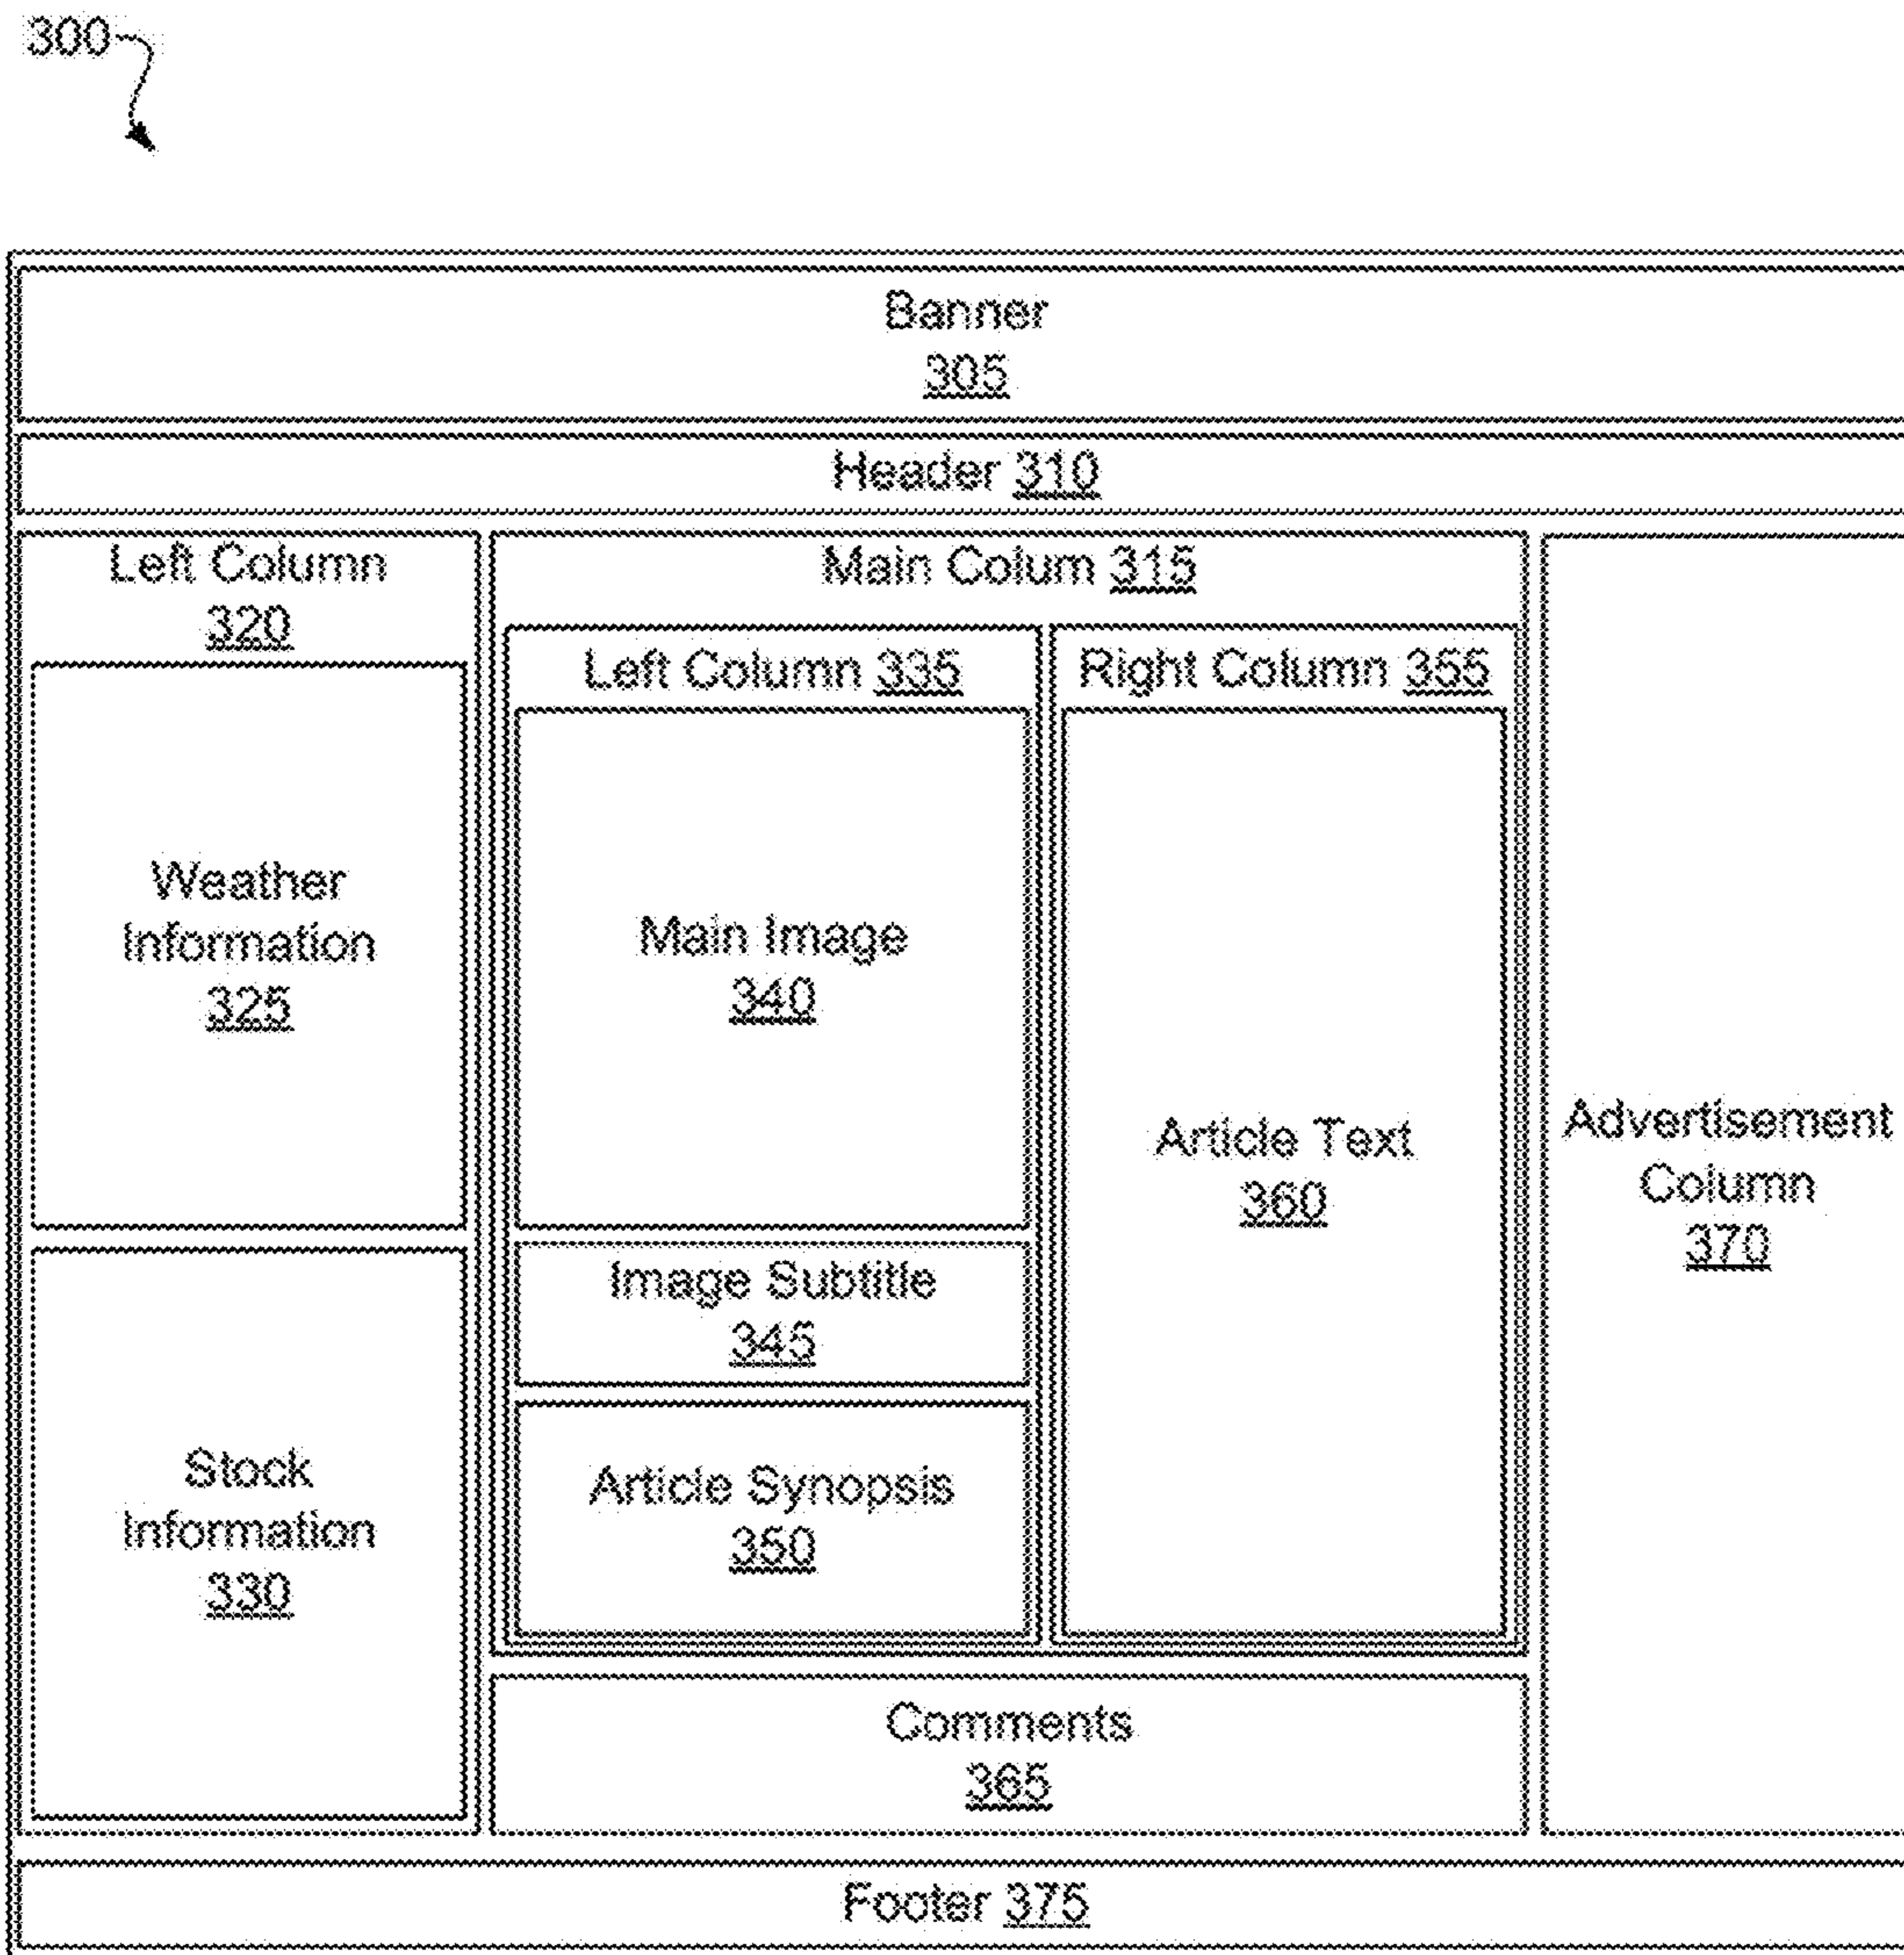 300
Banner
305
Header 310
Left Column
320
Weather
Information
325
Stock
Information
330
Main Colum 315
Left Column 335
Main Image
340
Image Subtitle
345
Article Synopsis
350
Right Column 355
Article Text
360
Comments
365
Advertisement
Column
370
Footer 375